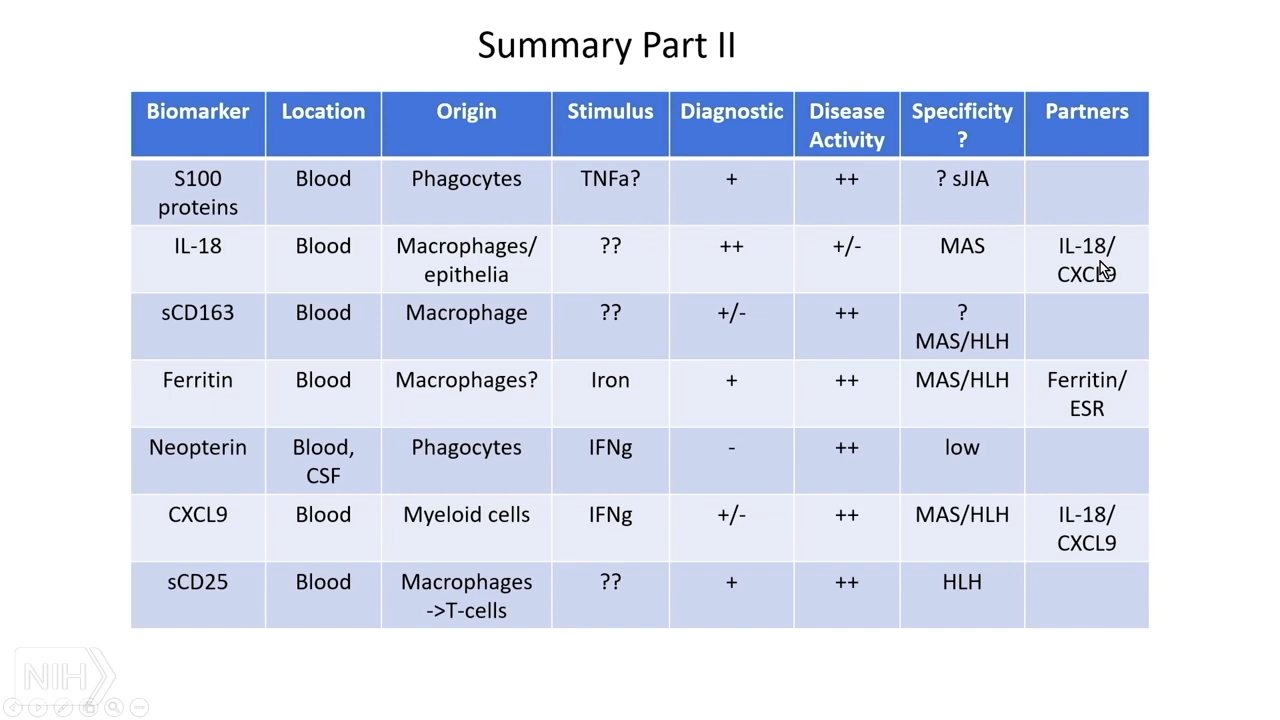 Summary Part II
Biomarker Location Origin Stimulus Diagnostic Disease Activity Specificity ? Partners
S100 proteins Blood Phagocytes TNFa? + ++ ? sJIA
IL-18 Blood Macrophages/ epithelia ?? ++ +/- MAS IL-18/ CXCL9
sCD163 Blood Macrophage ?? +/- ++ ? MAS/HLH
Ferritin Blood Macrophages? Iron + ++ MAS/HLH Ferritin/ ESR
Neopterin Blood, CSF Phagocytes IFNg - ++ low
CXCL9 Blood Myeloid cells IFNg +/- ++ MAS/HLH IL-18/ CXCL9
sCD25 Blood Macrophages ->T-cells ?? + ++ HLH
NIH